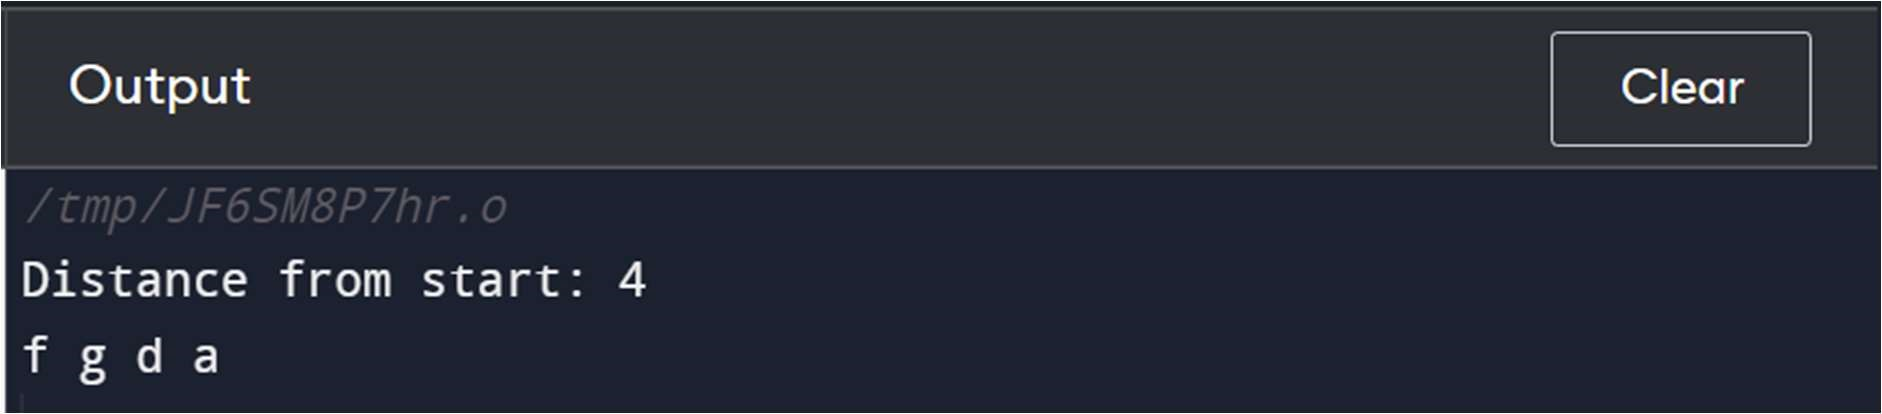 Output
Clear
/tmp/JF6SM8P7hr.o
Distance from start: 4
f g d a